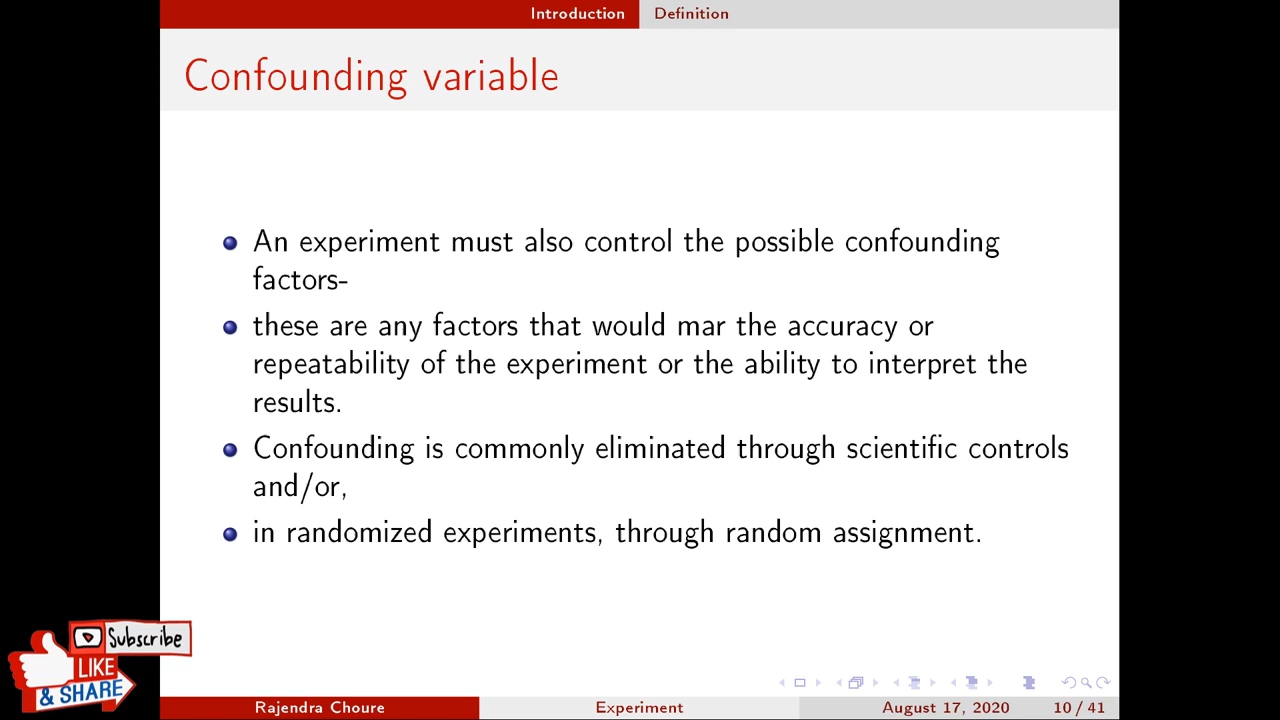 Introduction Definition
Confounding variable
An experiment must also control the possible confounding
factors-
these are any factors that would mar the accuracy or
repeatability of the experiment or the ability to interpret the
results.
Confounding is commonly eliminated through scientific controls
and/or,
in randomized experiments, through random assignment.
Subscribe
LIKE
& SHARE
Rajendra Choure Experiment August 17, 2020 10 / 41